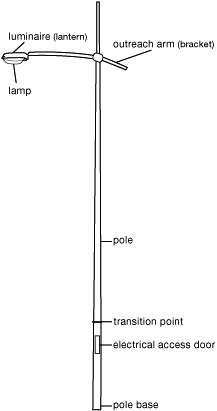 luminaire (lantern)
outreach arm (bracket)
lamp
pole
transition point
electrical access door
pole base